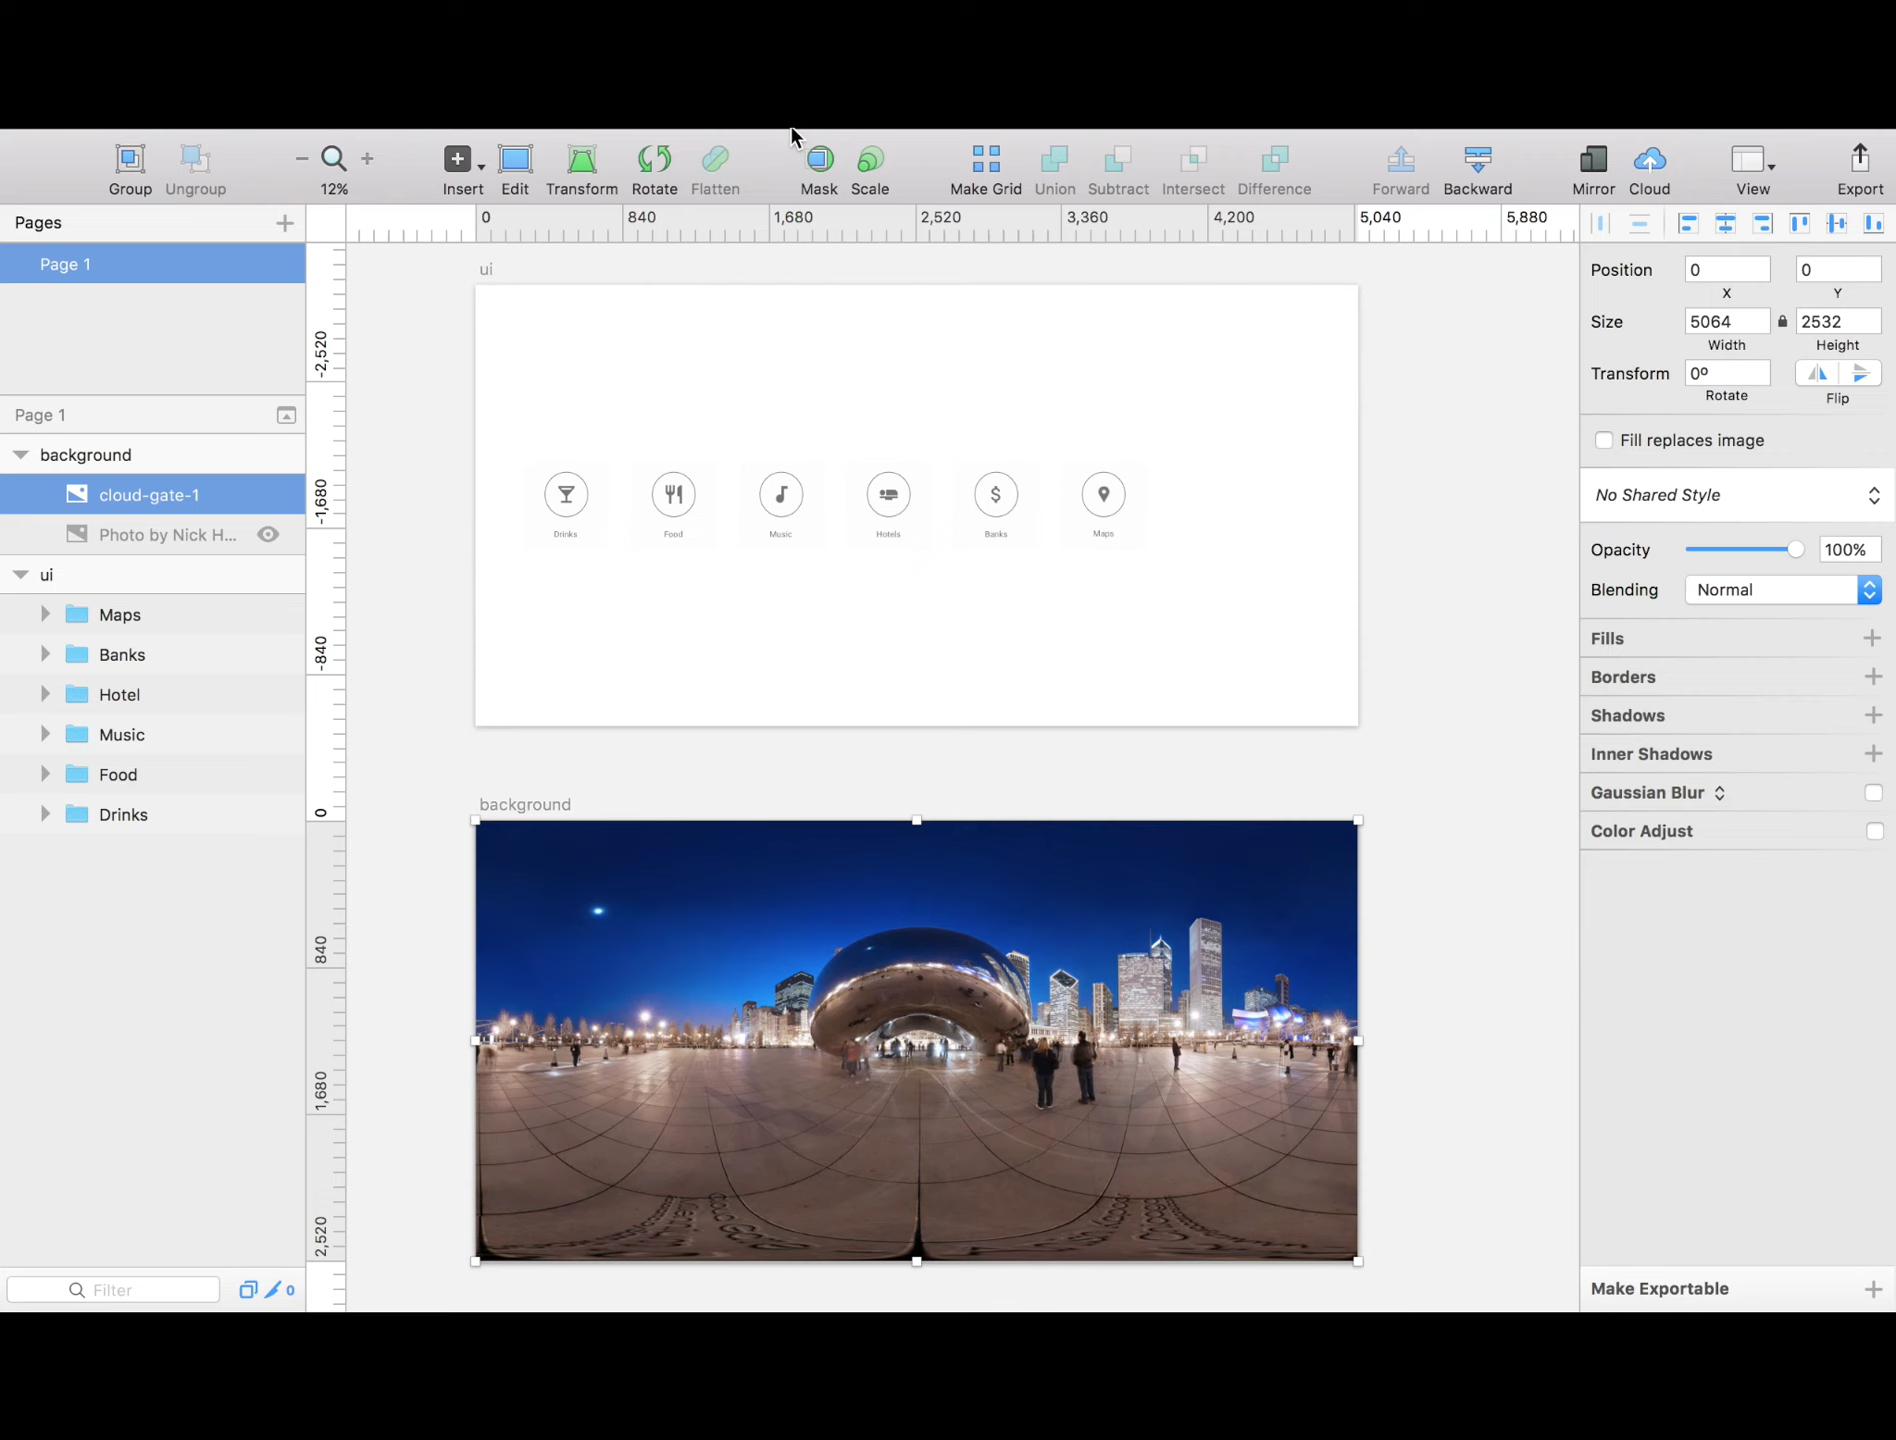 Group Ungroup 12% Insert Edit Transform Rotate Flatten Mask Scale Make Grid Union Subtract Intersect Difference Forward Backward Mirror Cloud View Export
Pages
0 840 1,680 2,520 3,360 4,200 5,040 5,880
Page 1
Page 1
background
cloud-gate-1
Photo by Nick H...
ui
Maps
Banks
Hotel
Music
Food
Drinks
Filter
0
-2,520
-1,680
-840
0
840
1,680
2,520
ui
Drinks Food Music Hotels Banks Maps
background
Position 0 0
X Y
Size 5064 2532
Width Height
Transform 0º
Rotate Flip
Fill replaces image
No Shared Style
Opacity 100%
Blending Normal
Fills
Borders
Shadows
Inner Shadows
Gaussian Blur
Color Adjust
Make Exportable